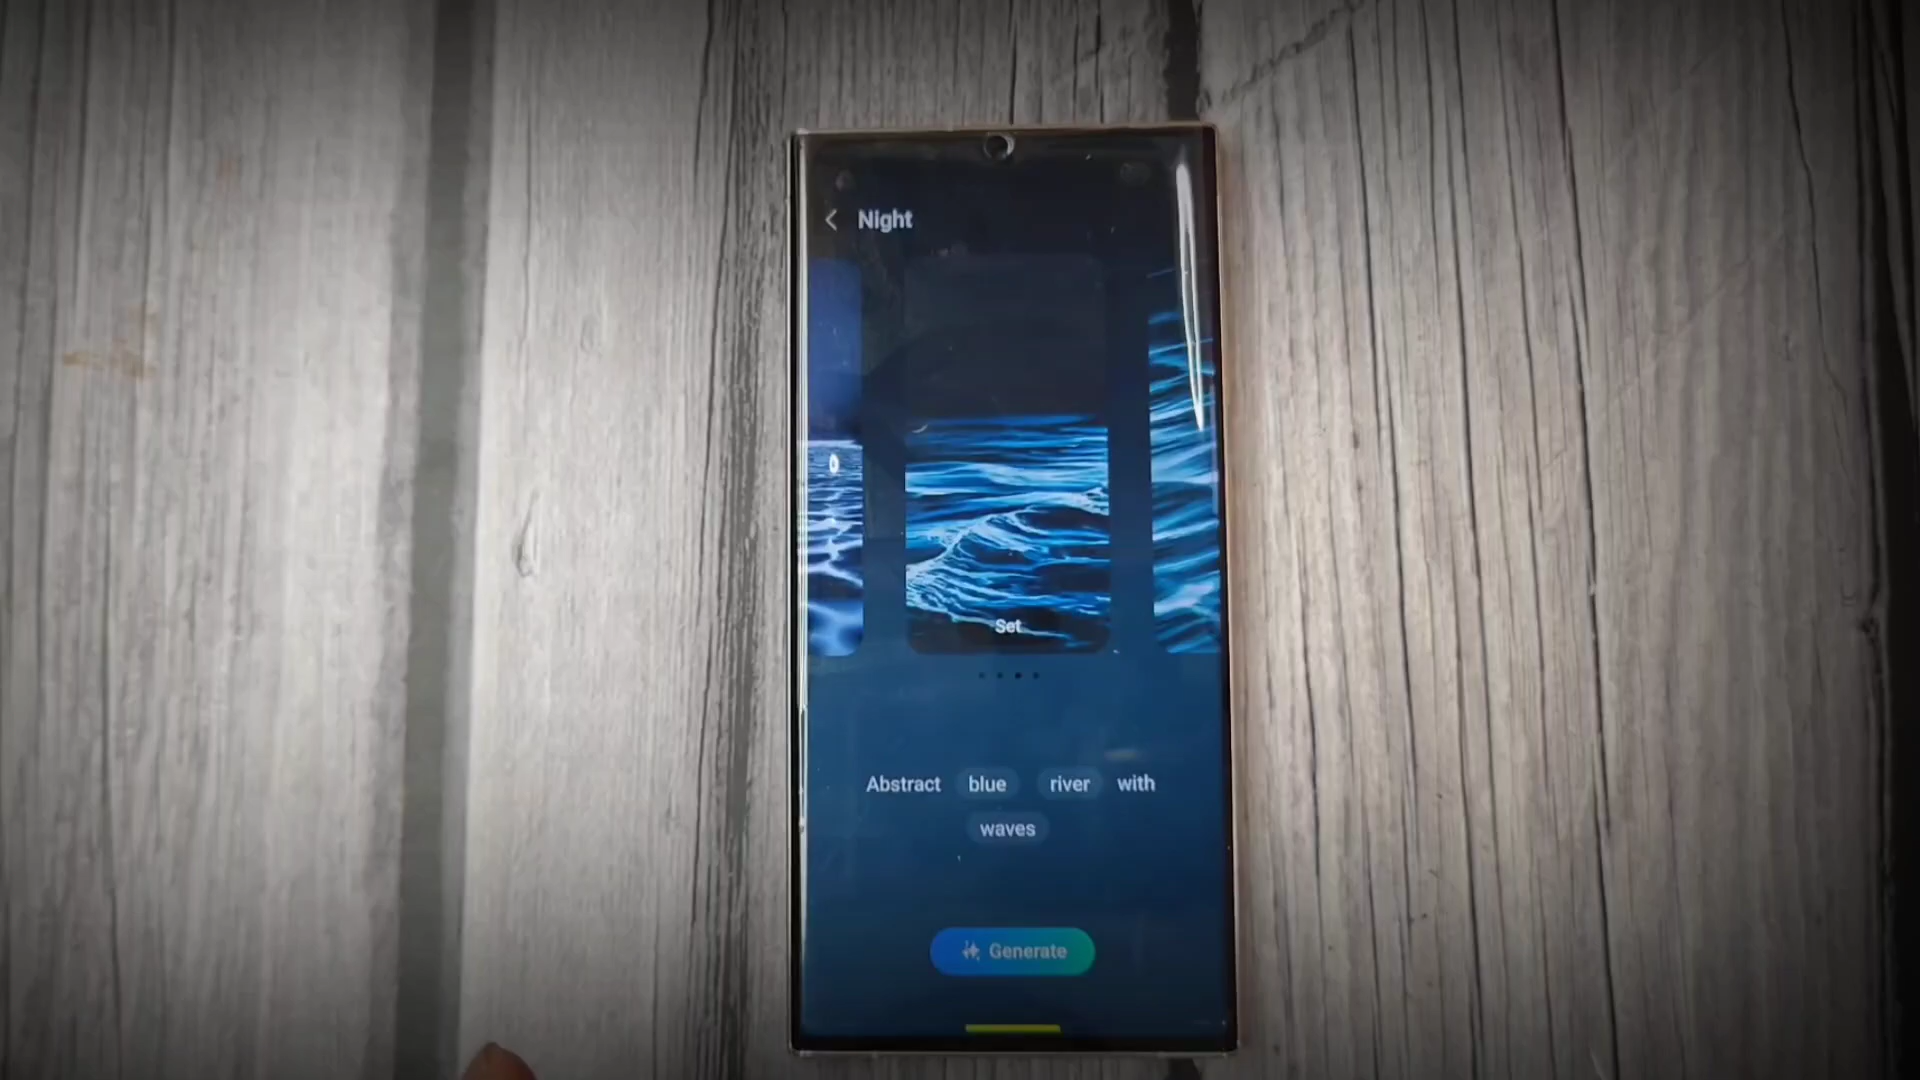 Night
Set
Abstract blue river with
waves
Generate